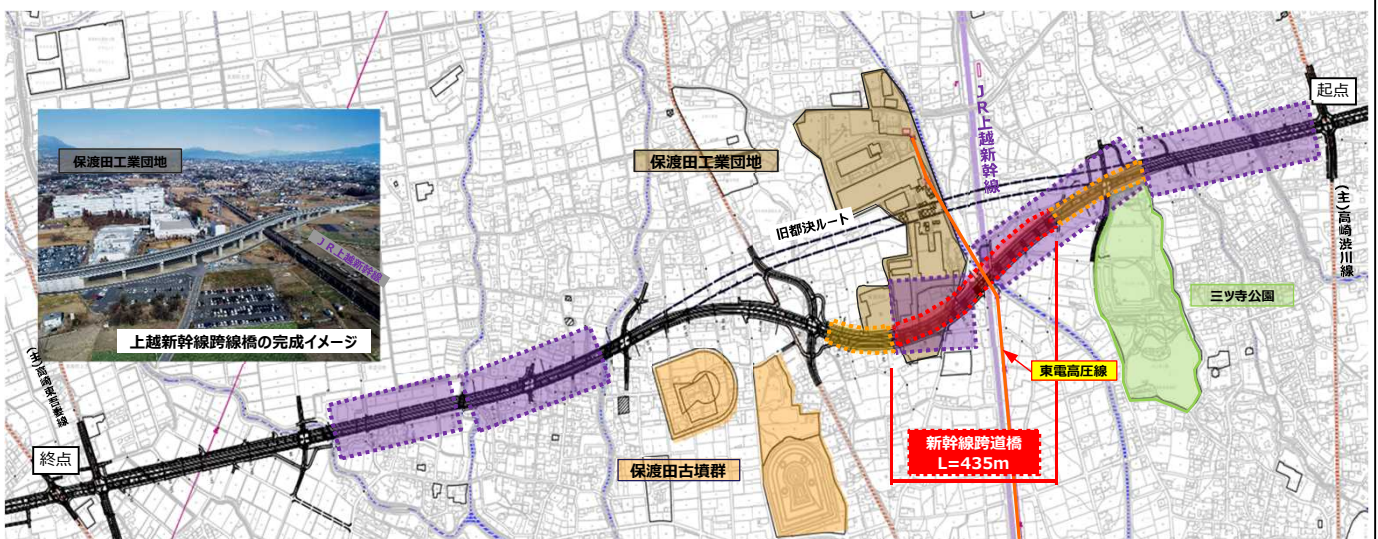 起点
JR上越新幹線
保渡田工業団地
保渡田工業団地
JR上越新幹線
上越新幹線跨線橋の完成イメージ
旧都決ルート
(主)高崎渋川線
三ツ寺公園
東電高圧線
新幹線跨道橋
L=435m
保渡田古墳群
(主)高崎東吾妻線
終点